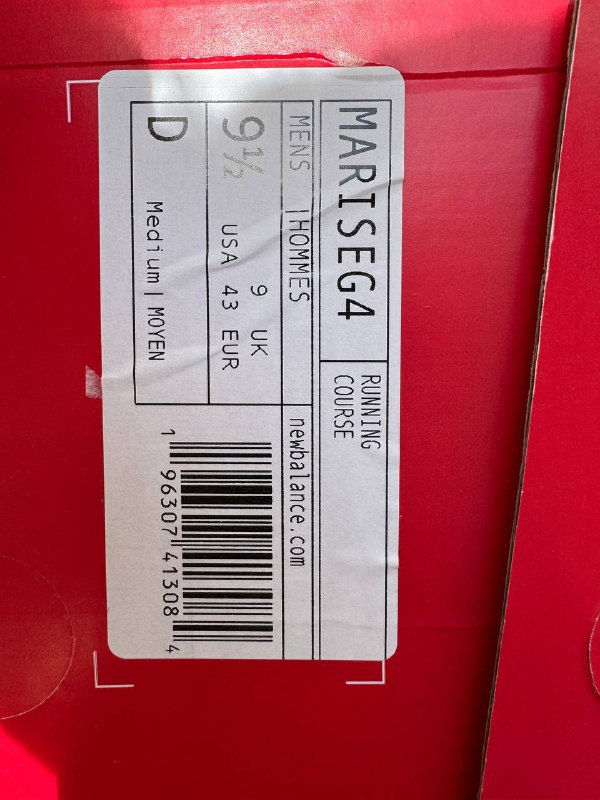 MARISEG4
RUNNING
COURSE
MENS | HOMMES
newbalance.com
9½ USA
9 UK
43 EUR
D Medium | MOYEN
1 96307 41308 4